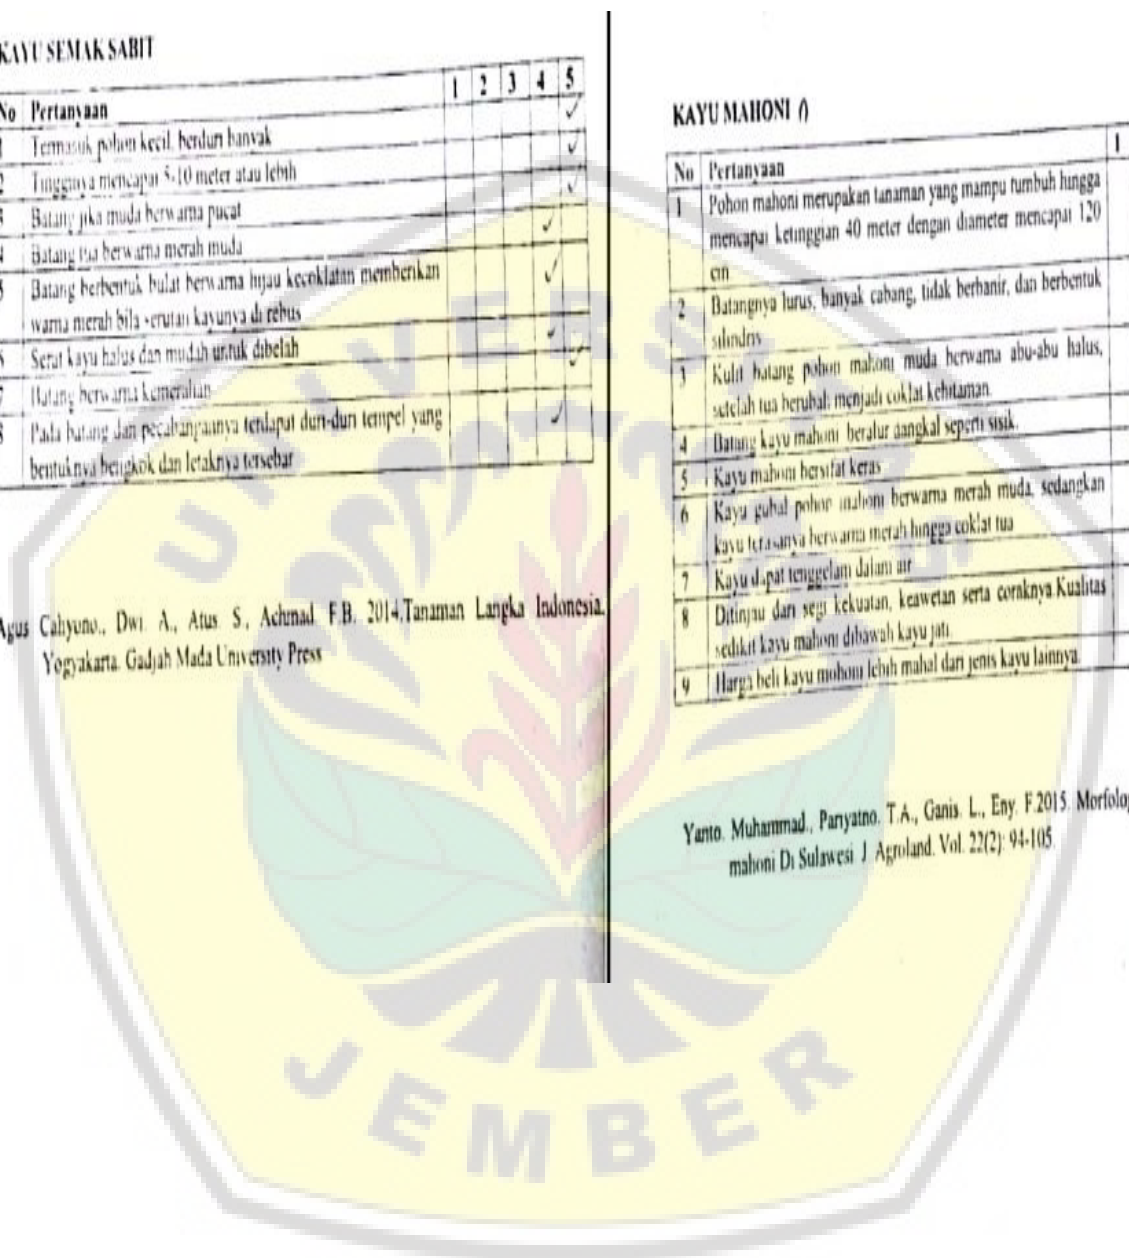 KAYU SEMAK SABIT
No Pertanyaan 1 2 3 4 5
Termasuk pohon kecil, berduri banyak ✓
2 Tingginya mencapai 5-10 meter atau lebih ✓
3 Batang jika muda berwarna pucat ✓
Batang tua berwarna merah muda ✓
5 Batang berbentuk bulat berwarna hijau kecoklatan memberikan ✓
warna merah bila serutan kayunya di rebus
Serat kayu halus dan mudah untuk dibelah ✓
7 Batang berwarna kemerahan ✓
8 Pada batang dan percabangannya terdapat duri-duri tempel yang ✓
bentuknya bengkok dan letaknya tersebar
Agus Cahyono., Dwi. A., Atus. S., Achmad. F.B. 2014.Tanaman Langka Indonesia.
Yogyakarta. Gadjah Mada University Press
KAYU MAHONI ()
No Pertanyaan 1
1 Pohon mahoni merupakan tanaman yang mampu tumbuh hingga
mencapai ketinggian 40 meter dengan diameter mencapai 120
cm
2 Batangnya lurus, banyak cabang, tidak berbanir, dan berbentuk
silindris
3 Kulit batang pohon mahoni muda berwarna abu-abu halus,
setelah tua berubah menjadi coklat kehitaman.
4 Batang kayu mahoni beralur dangkal seperti sisik.
5 Kayu mahoni bersifat keras
6 Kayu gubal pohon mahoni berwarna merah muda, sedangkan
kayu terasanya berwarna merah hingga coklat tua
7 Kayu dapat tenggelam dalam air
8 Ditinjau dari segi kekuatan, keawetan serta coraknya Kualitas
sedikit kayu mahoni dibawah kayu jati.
9 Harga beli kayu mohoni lebih mahal dari jenis kayu lainnya.
Yanto. Muhammad., Pariyatno. T.A., Ganis. L., Eny. F.2015.
mahoni Di Sulawesi. J. Agroland. Vol. 22(2): 94-105.
UNIVERSITAS
JEMBER